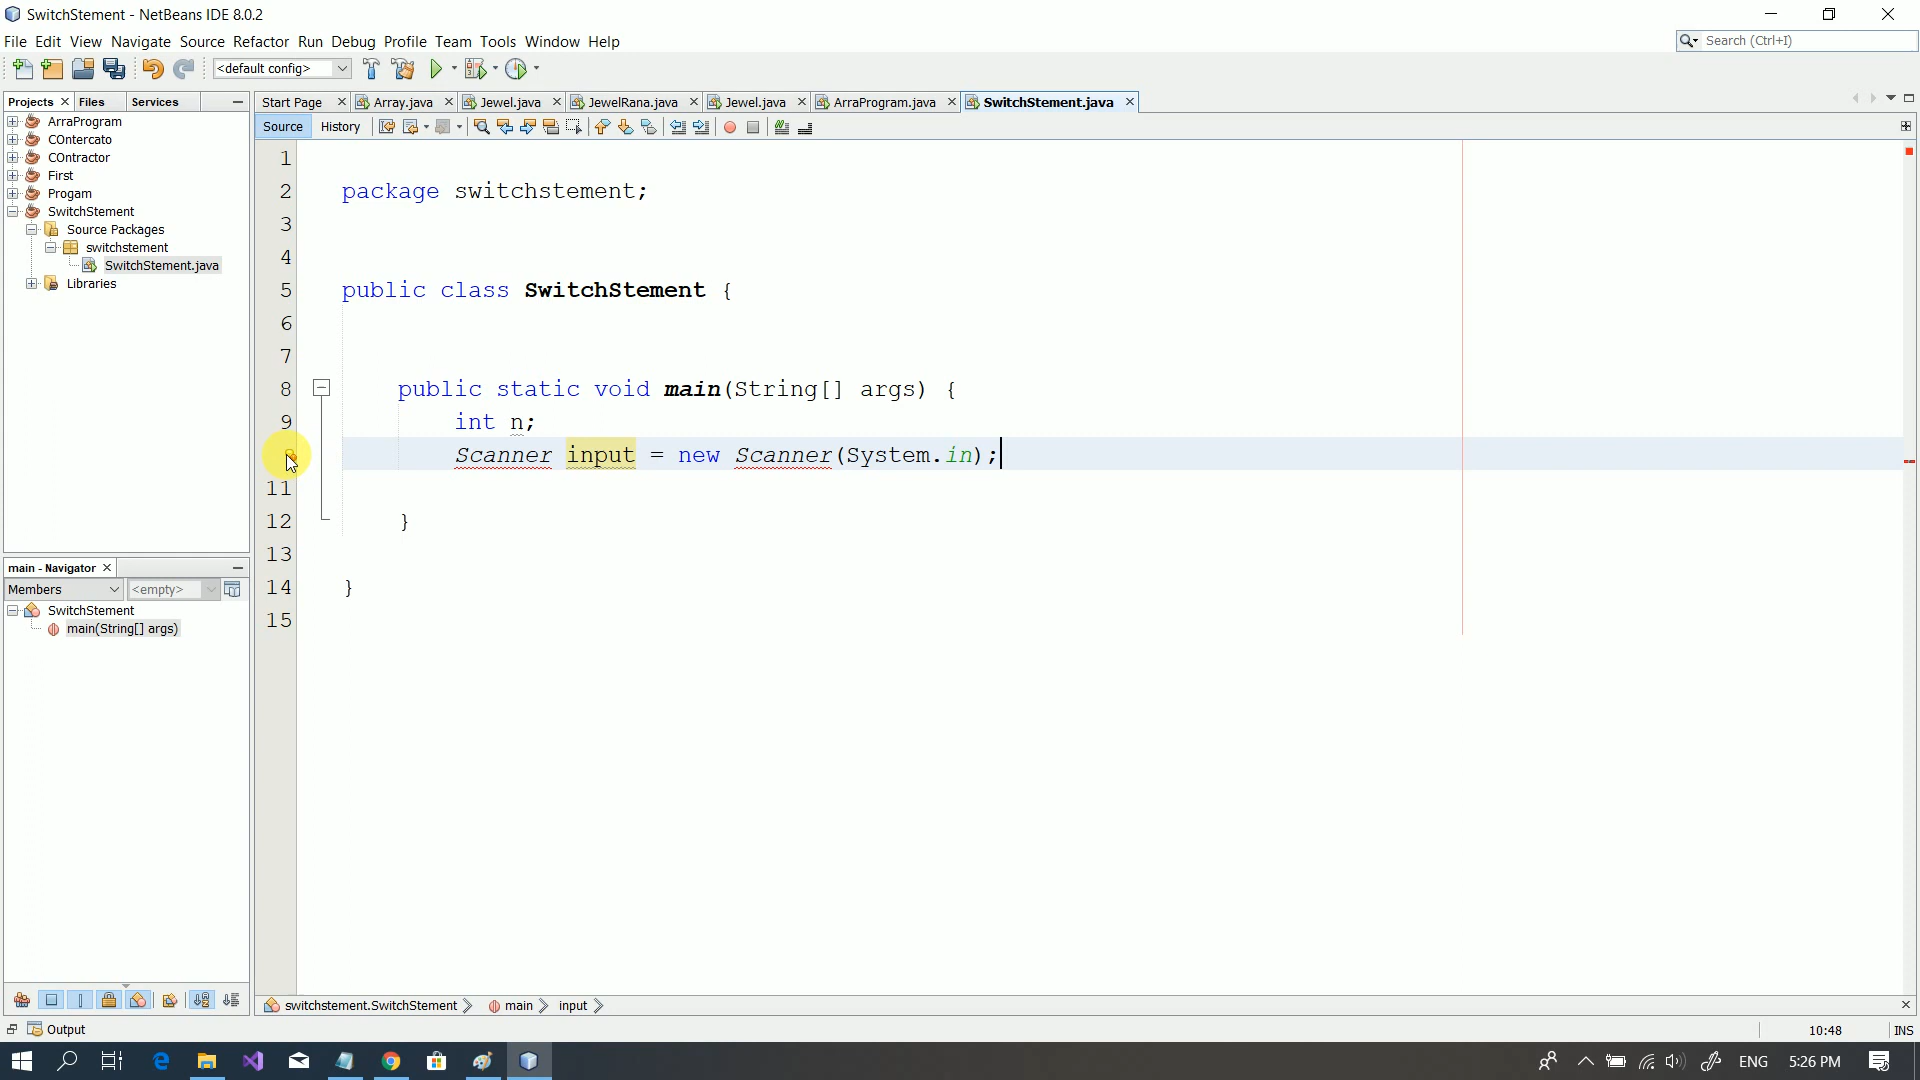 SwitchStement - NetBeans IDE 8.0.2
File Edit View Navigate Source Refactor Run Debug Profile Team Tools Window Help
Search (Ctrl+I)
<default config>
Projects Files Services
Start Page Array.java Jewel.java JewelRana.java Jewel.java ArraProgram.java SwitchStement.java
Source History
ArraProgram
COntercato
COntractor
First
Progam
SwitchStement
Source Packages
switchstement
SwitchStement.java
Libraries
1
2 package switchstement;
3
4
5 public class SwitchStement {
6
7
8 public static void main(String[] args) {
9 int n;
Scanner input = new Scanner(System.in);
11
12 }
13
14 }
15
main - Navigator
Members <empty>
SwitchStement
main(String[] args)
switchstement.SwitchStement main input
Output
10:48 INS
ENG 5:26 PM